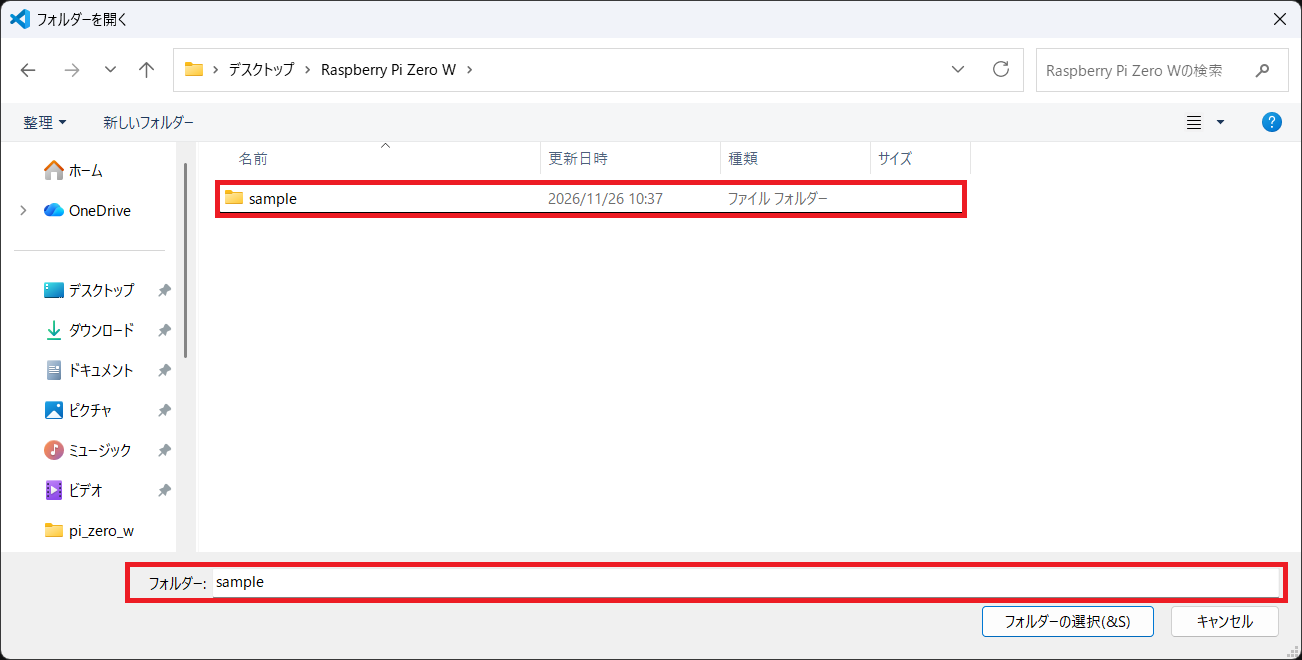 フォルダーを開く
デスクトップ Raspberry Pi Zero W
Raspberry Pi Zero Wの検索
整理 新しいフォルダー
?
名前 更新日時 種類 サイズ
sample 2026/11/26 10:37 ファイル フォルダー
ホーム
OneDrive
デスクトップ
ダウンロード
ドキュメント
ピクチャ
ミュージック
ビデオ
pi_zero_w
フォルダー: sample
フォルダーの選択(&S) キャンセル